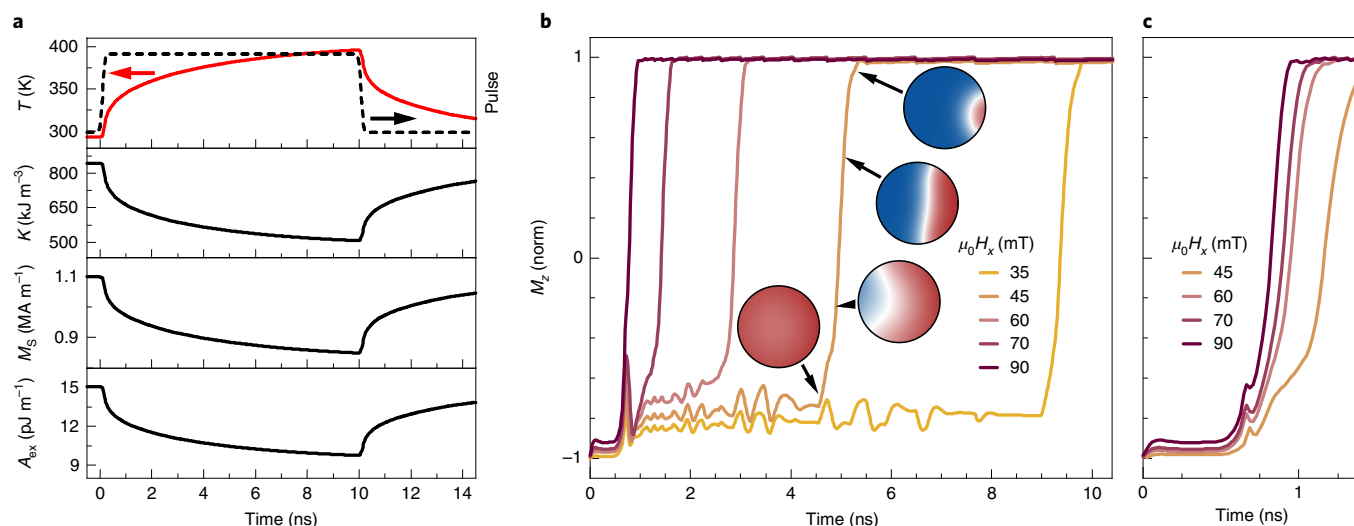 a
T (K)
400
350
300
Pulse
K (kJ m⁻³)
800
650
500
M_S (MA m⁻¹)
1.1
0.9
A_ex (pJ m⁻¹)
15
12
9
0 2 4 6 8 10 12 14
Time (ns)
b
M_z (norm)
1
0
−1
μ₀H_x (mT)
35
45
60
70
90
0 2 4 6 8 10
Time (ns)
c
μ₀H_x (mT)
45
60
70
90
0 1
Time (ns)